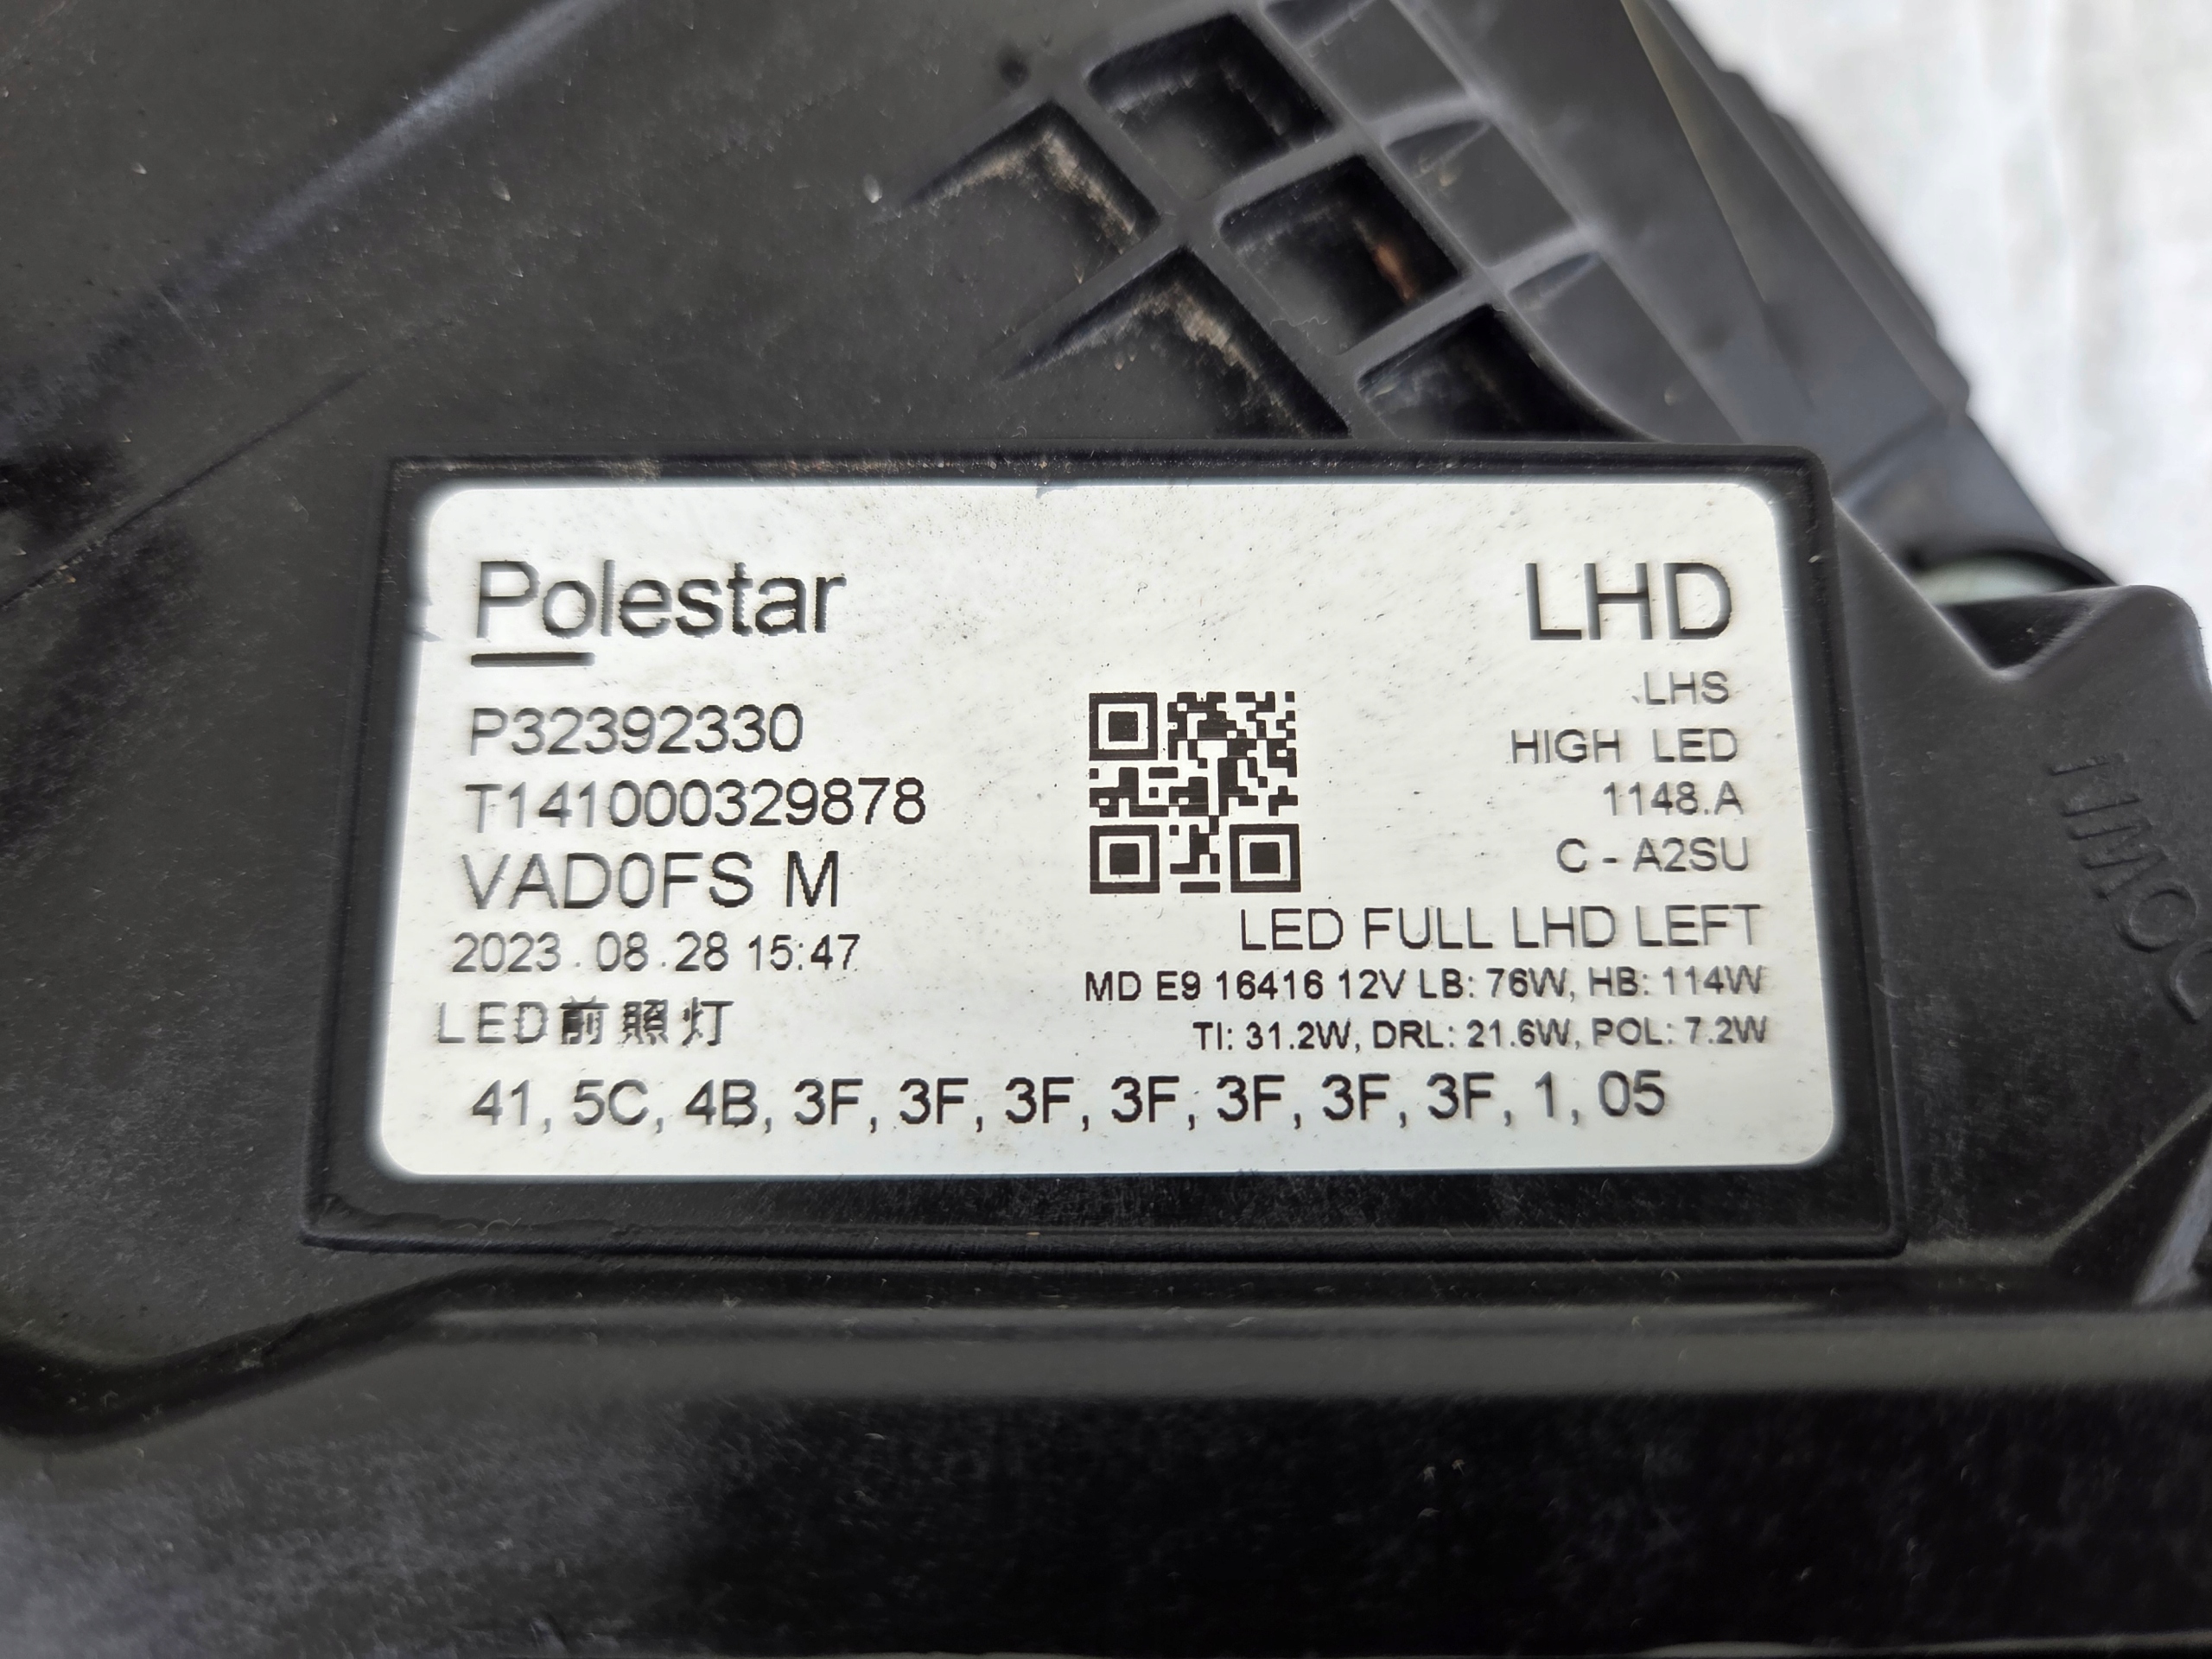 Polestar
LHD
P32392330
LHS
T141000329878
HIGH LED
VAD0FS M
1148.A
2023.08.28 15:47
C - A2SU
LED前照灯
LED FULL LHD LEFT
MD E9 16416 12V LB: 76W, HB: 114W
TI: 31.2W, DRL: 21.6W, POL: 7.2W
41, 5C, 4B, 3F, 3F, 3F, 3F, 3F, 3F, 3F, 1, 05